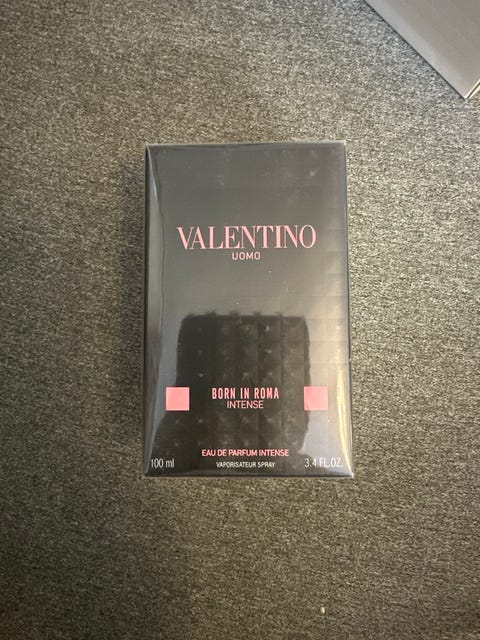 VALENTINO
UOMO
BORN IN ROMA
INTENSE
EAU DE PARFUM INTENSE
100 ml VAPORISATEUR SPRAY 3.4 FL.OZ.